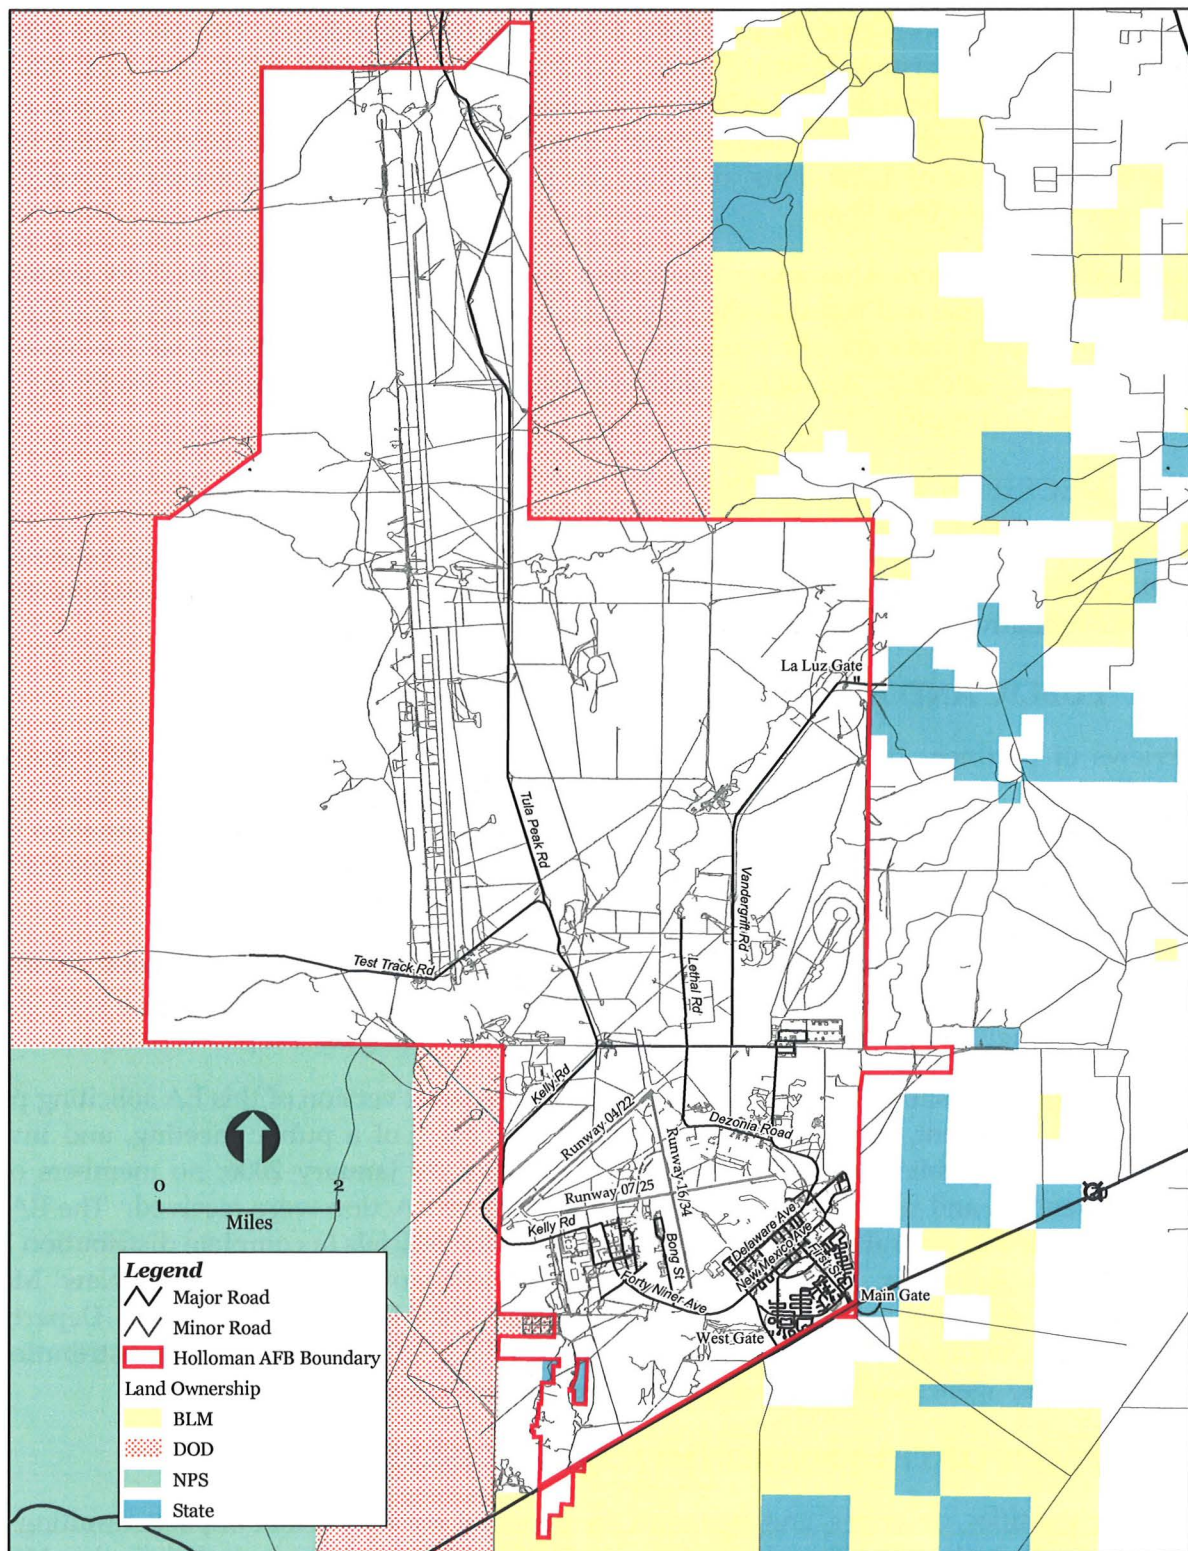 La Luz Gate
Tula Peak Rd
Vandergrift Rd
Test Track Rd
Lethal Rd
Kelly Rd
Runway 04/22
Dezonia Road
Runway 16/34
Runway 07/25
Kelly Rd
Bong St
Delaware Ave
New Mexico Ave
First St
Forty Niner Ave
Main Gate
West Gate
0 2
Miles
Legend
Major Road
Minor Road
Holloman AFB Boundary
Land Ownership
BLM
DOD
NPS
State